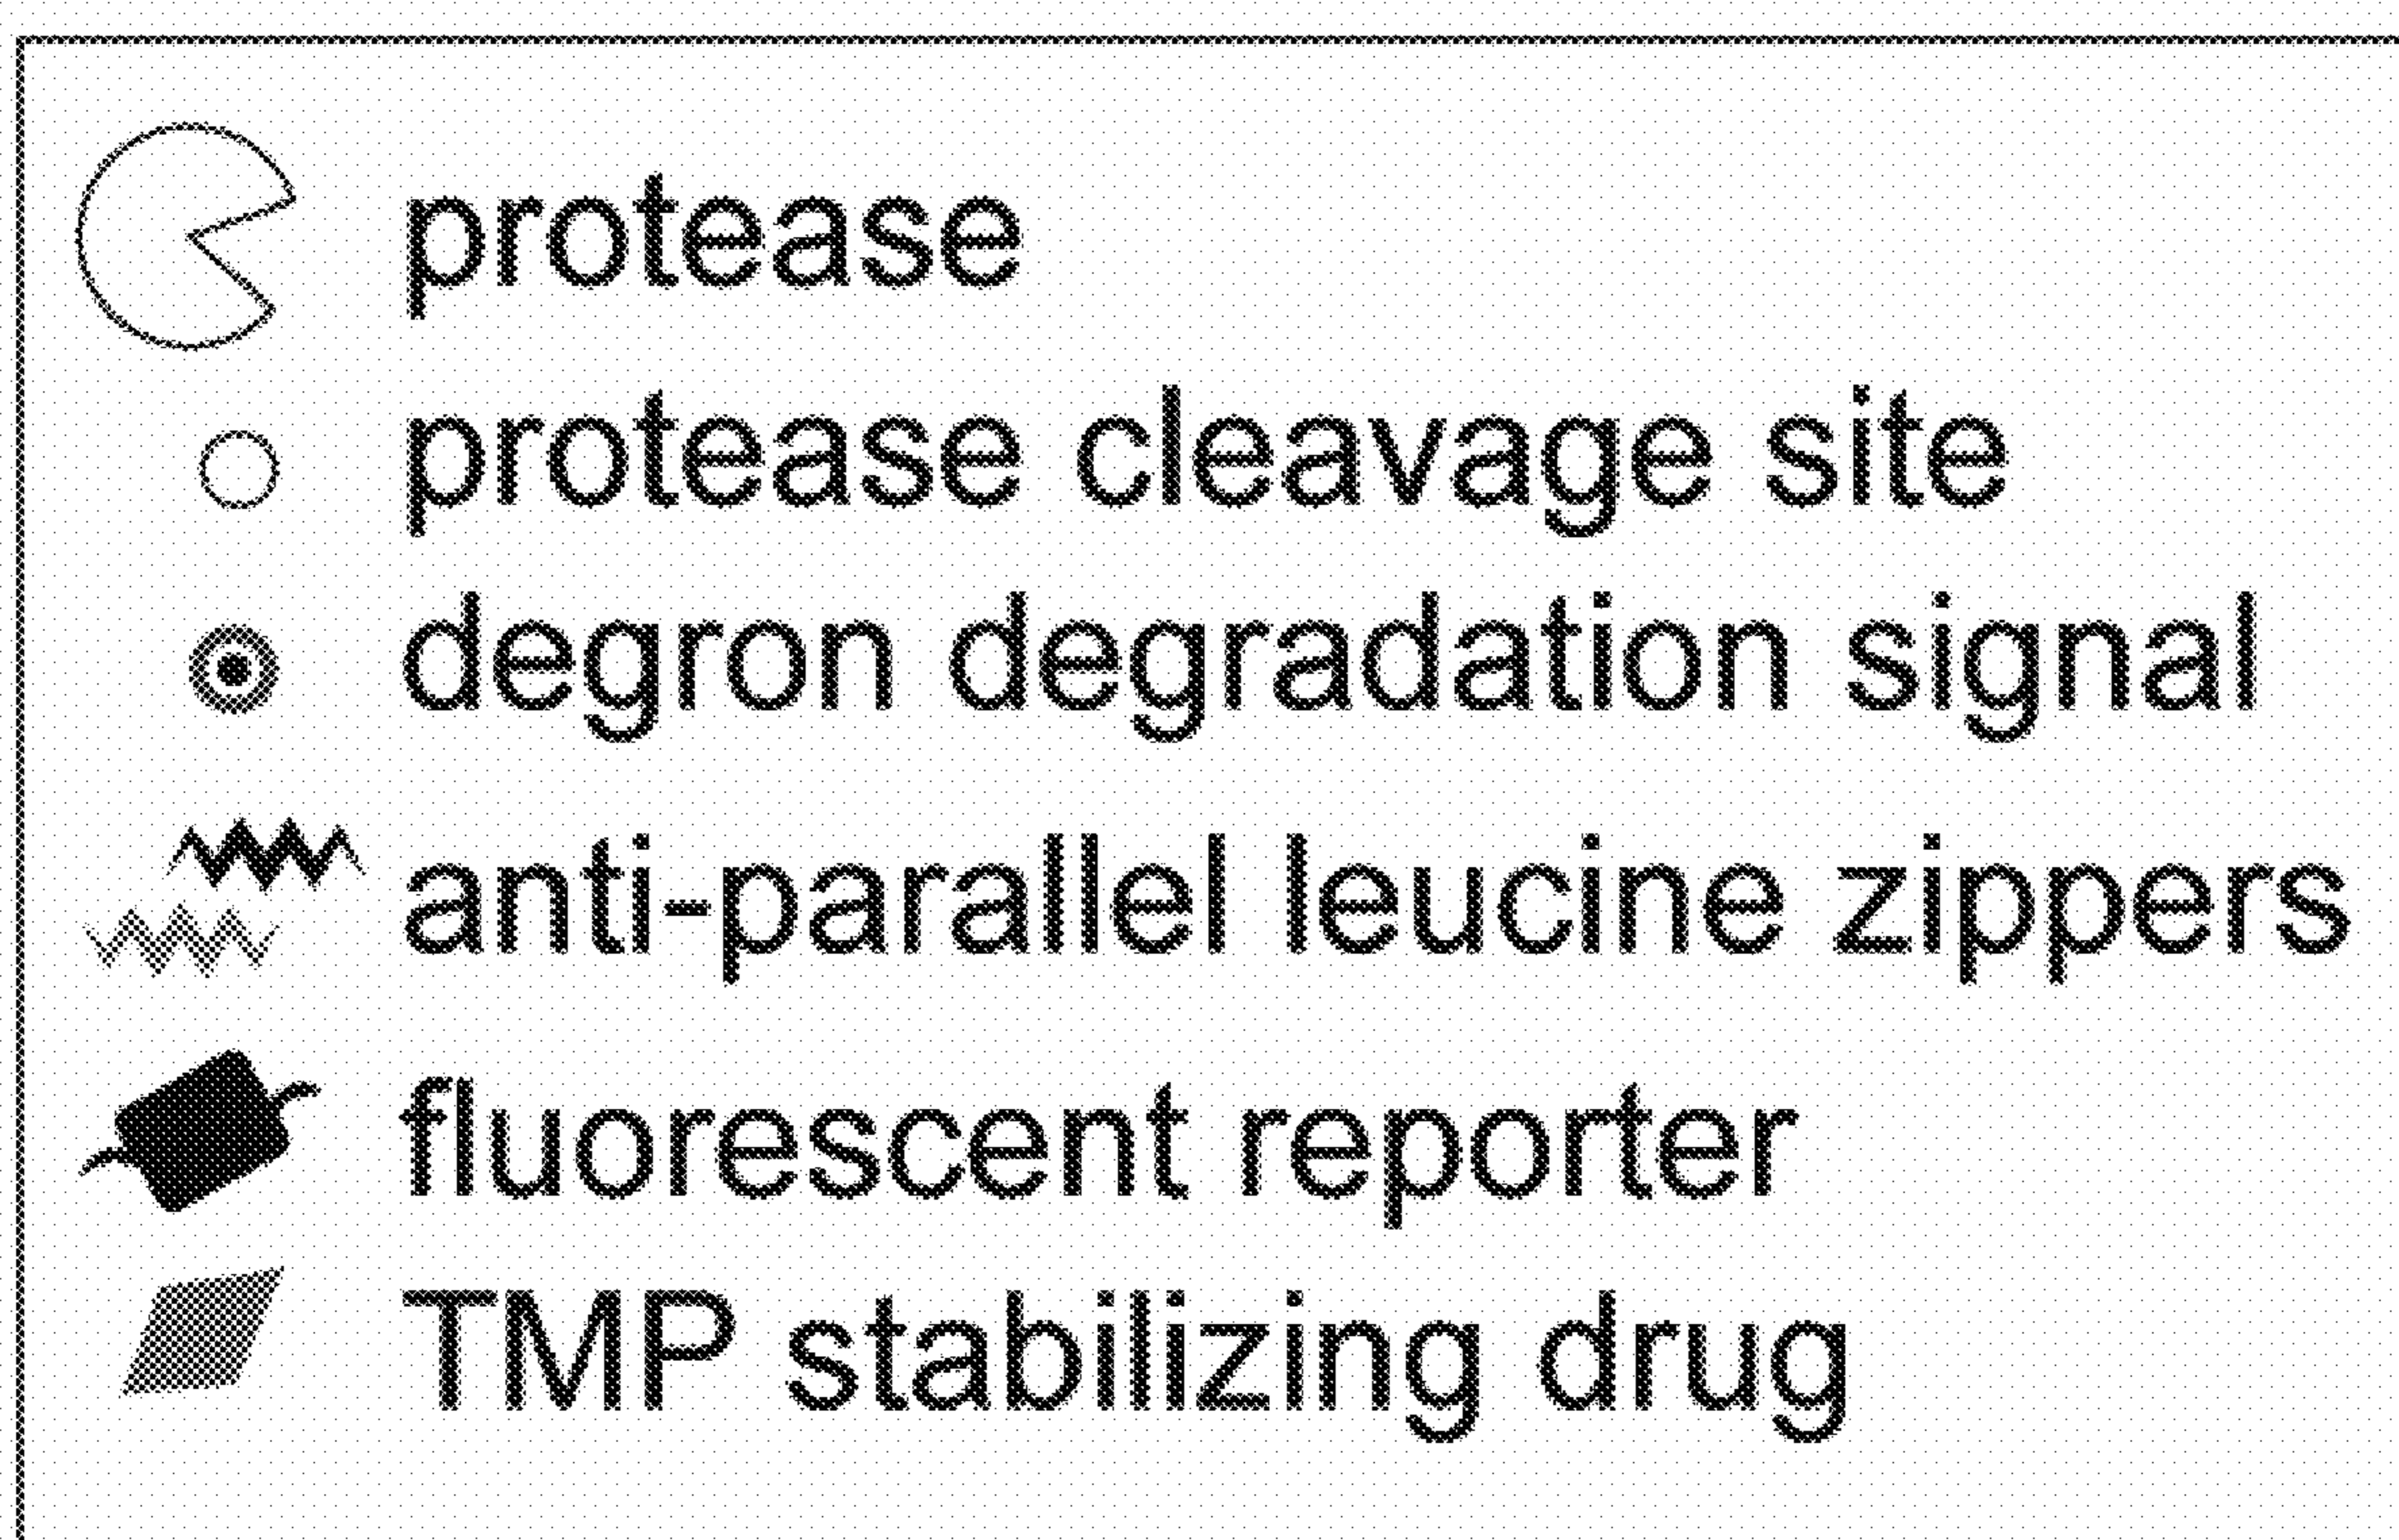 protease
protease cleavage site
degron degradation signal
anti-parallel leucine zippers
fluorescent reporter
TMP stabilizing drug